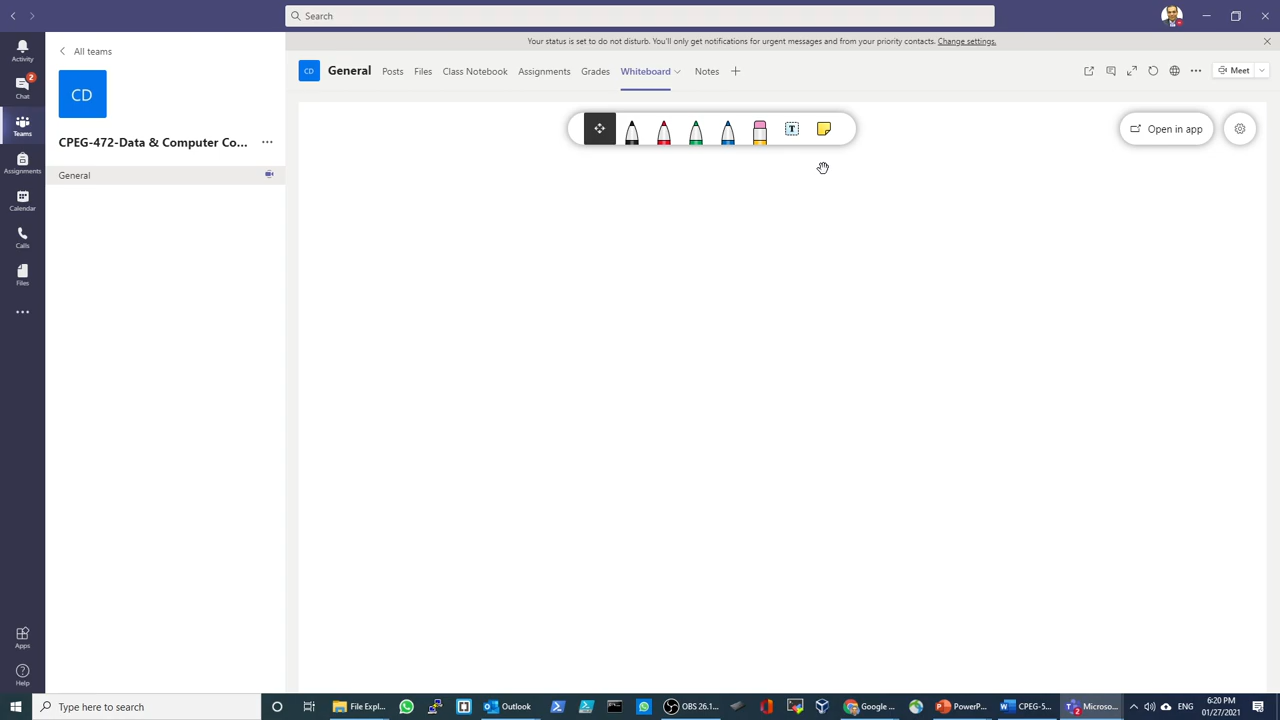 Search
Your status is set to do not disturb. You'll only get notifications for urgent messages and from your priority contacts. Change settings.
Activity
2
Chat
Teams
Assignments
Calendar
Calls
Files
Apps
Help
All teams
CD
CPEG-472-Data & Computer Co...
General
CD
General
Posts
Files
Class Notebook
Assignments
Grades
Whiteboard
Notes
Meet
T
Open in app
Type here to search
File Expl...
Outlook
OBS 26.1...
Google ...
PowerP...
CPEG-5...
2
Microso...
ENG
6:20 PM
01/27/2021